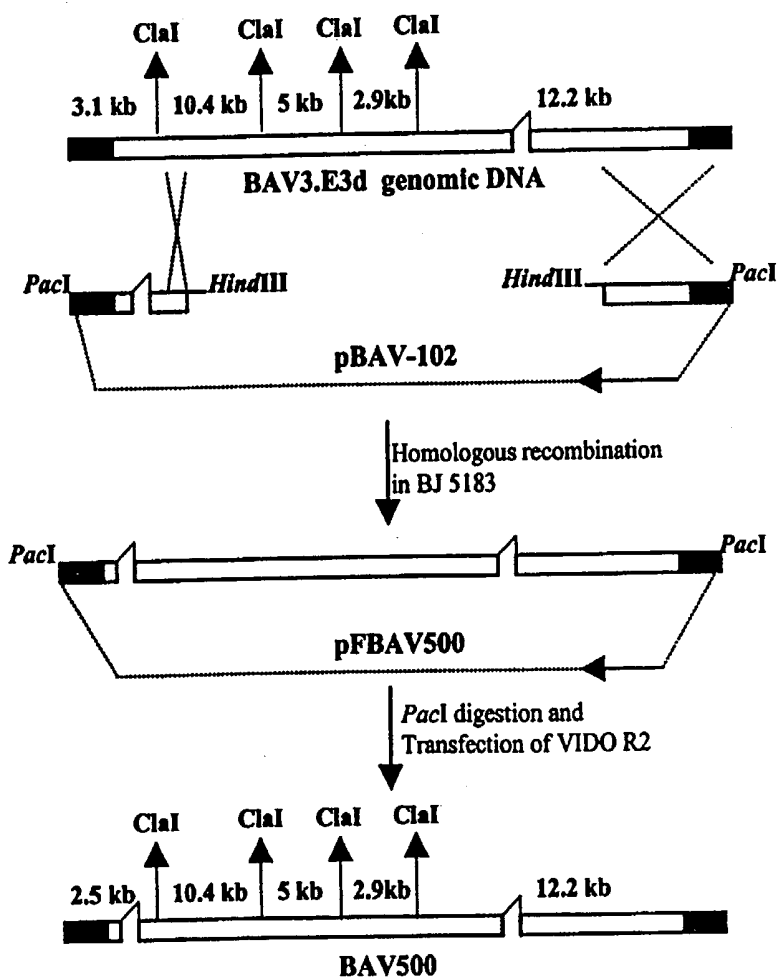 ClaI ClaI ClaI ClaI
3.1 kb 10.4 kb 5 kb 2.9kb 12.2 kb
BAV3.E3d genomic DNA
PacI HindIII HindIII PacI
pBAV-102
Homologous recombination
in BJ 5183
PacI PacI
pFBAV500
PacI digestion and
Transfection of VIDO R2
ClaI ClaI ClaI ClaI
2.5 kb 10.4 kb 5 kb 2.9kb 12.2 kb
BAV500